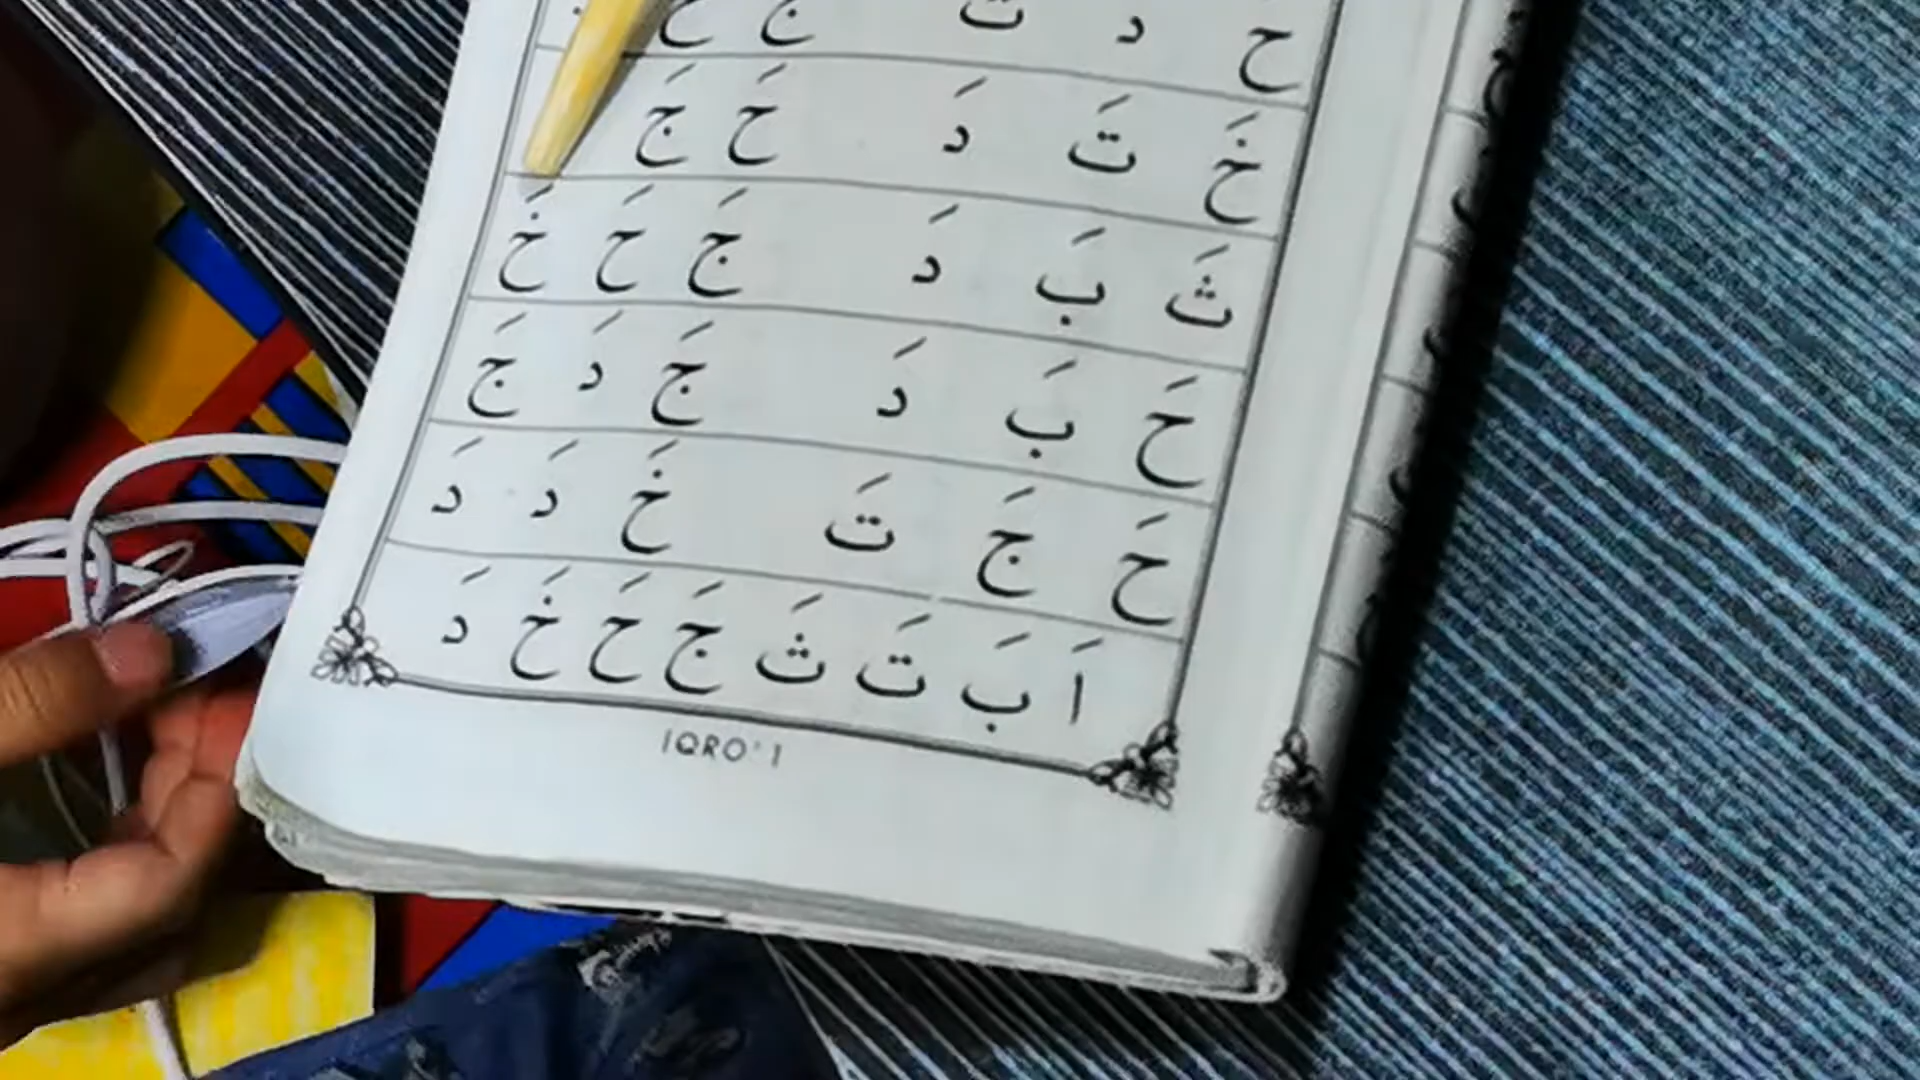 خَ تَ دَ حَ جَ
ثَ بَ دَ جَ حَ خَ
حَ بَ دَ جَ دَ جَ
حَ جَ تَ خَ دَ دَ
اَ بَ تَ ثَ جَ حَ خَ دَ
IQRO' 1